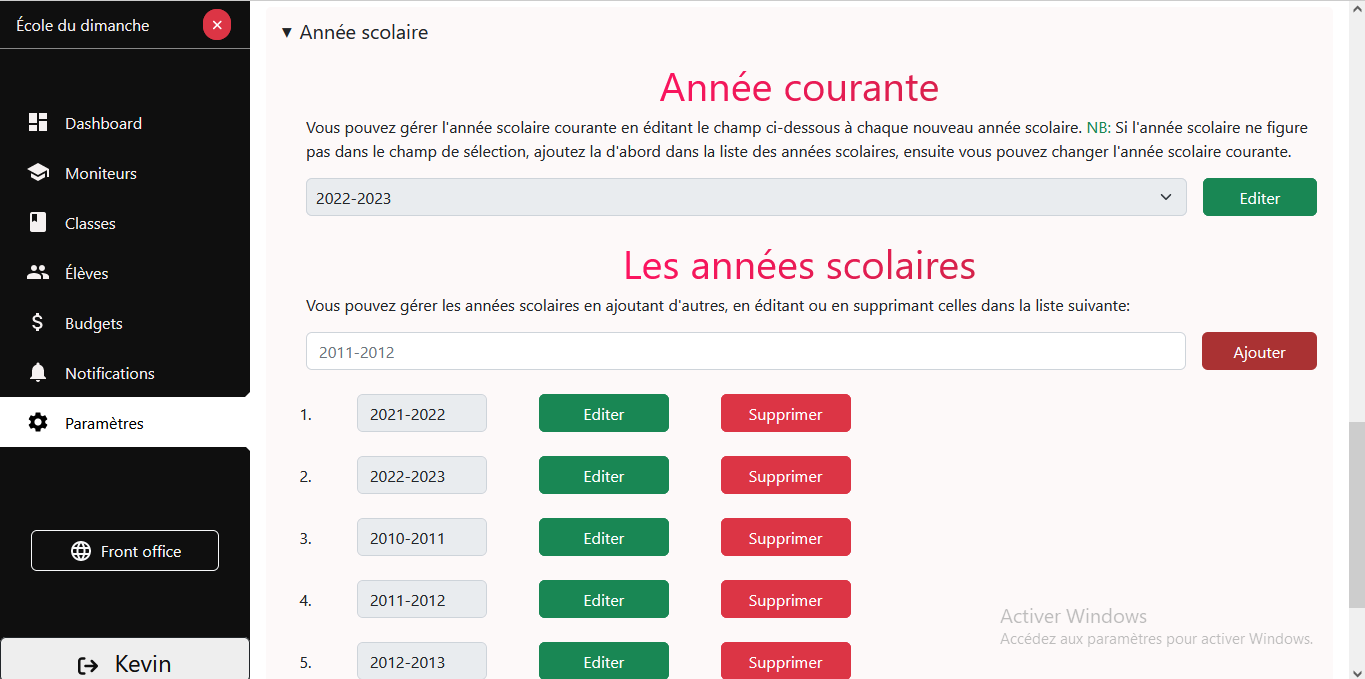 École du dimanche
Dashboard
Moniteurs
Classes
Élèves
Budgets
Notifications
Paramètres
Front office
Kevin
▼ Année scolaire
Année courante
Vous pouvez gérer l'année scolaire courante en éditant le champ ci-dessous à chaque nouveau année scolaire. NB: Si l'année scolaire ne figure
pas dans le champ de sélection, ajoutez la d'abord dans la liste des années scolaires, ensuite vous pouvez changer l'année scolaire courante.
2022-2023 Editer
Les années scolaires
Vous pouvez gérer les années scolaires en ajoutant d'autres, en éditant ou en supprimant celles dans la liste suivante:
2011-2012 Ajouter
1. 2021-2022 Editer Supprimer
2. 2022-2023 Editer Supprimer
3. 2010-2011 Editer Supprimer
4. 2011-2012 Editer Supprimer
5. 2012-2013 Editer Supprimer
Activer Windows
Accédez aux paramètres pour activer Windows.